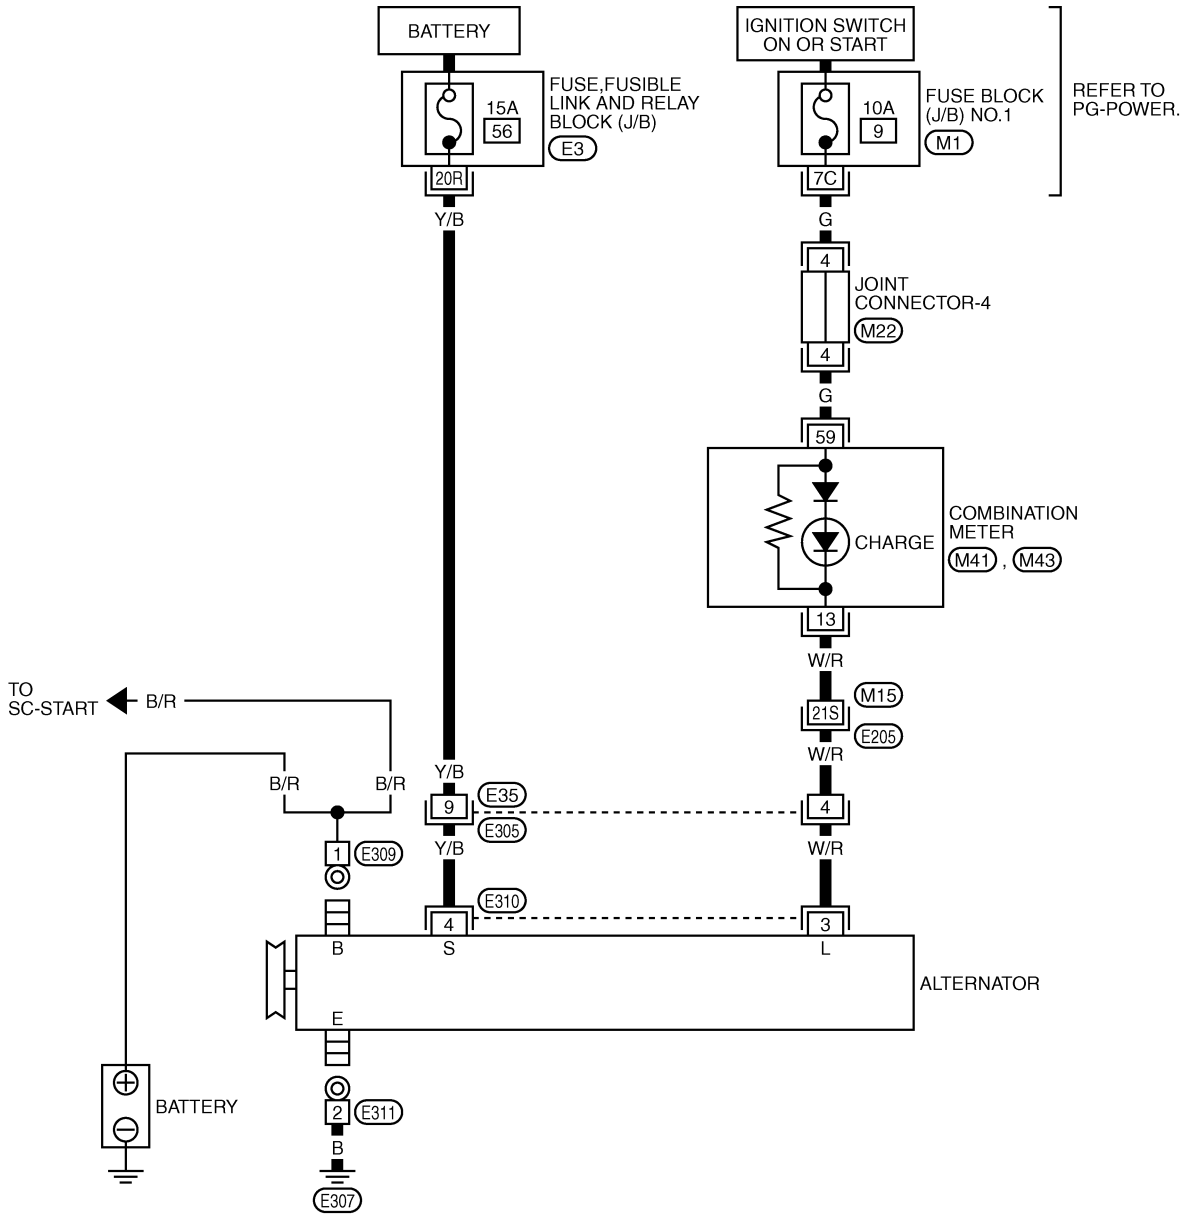 BATTERY
IGNITION SWITCH
ON OR START
15A
56
FUSE,FUSIBLE
LINK AND RELAY
BLOCK (J/B)
E3
10A
9
FUSE BLOCK
(J/B) NO.1
M1
REFER TO
PG-POWER.
20R
7C
Y/B
G
4
JOINT
CONNECTOR-4
M22
4
G
59
CHARGE
COMBINATION
METER
M41 , M43
13
W/R
TO
SC-START
B/R
21S
M15
E205
W/R
B/R
B/R
Y/B
9
E35
E305
4
Y/B
W/R
1
E309
E310
4
3
B
S
L
ALTERNATOR
E
+
−
BATTERY
2
E311
B
E307